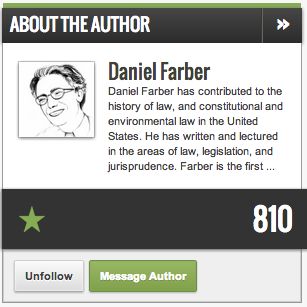 ABOUT THE AUTHOR »
Daniel Farber
Daniel Farber has contributed to the
history of law, and constitutional and
environmental law in the United
States. He has written and lectured
in the areas of law, legislation, and
jurisprudence. Farber is the first ...
810
Unfollow Message Author